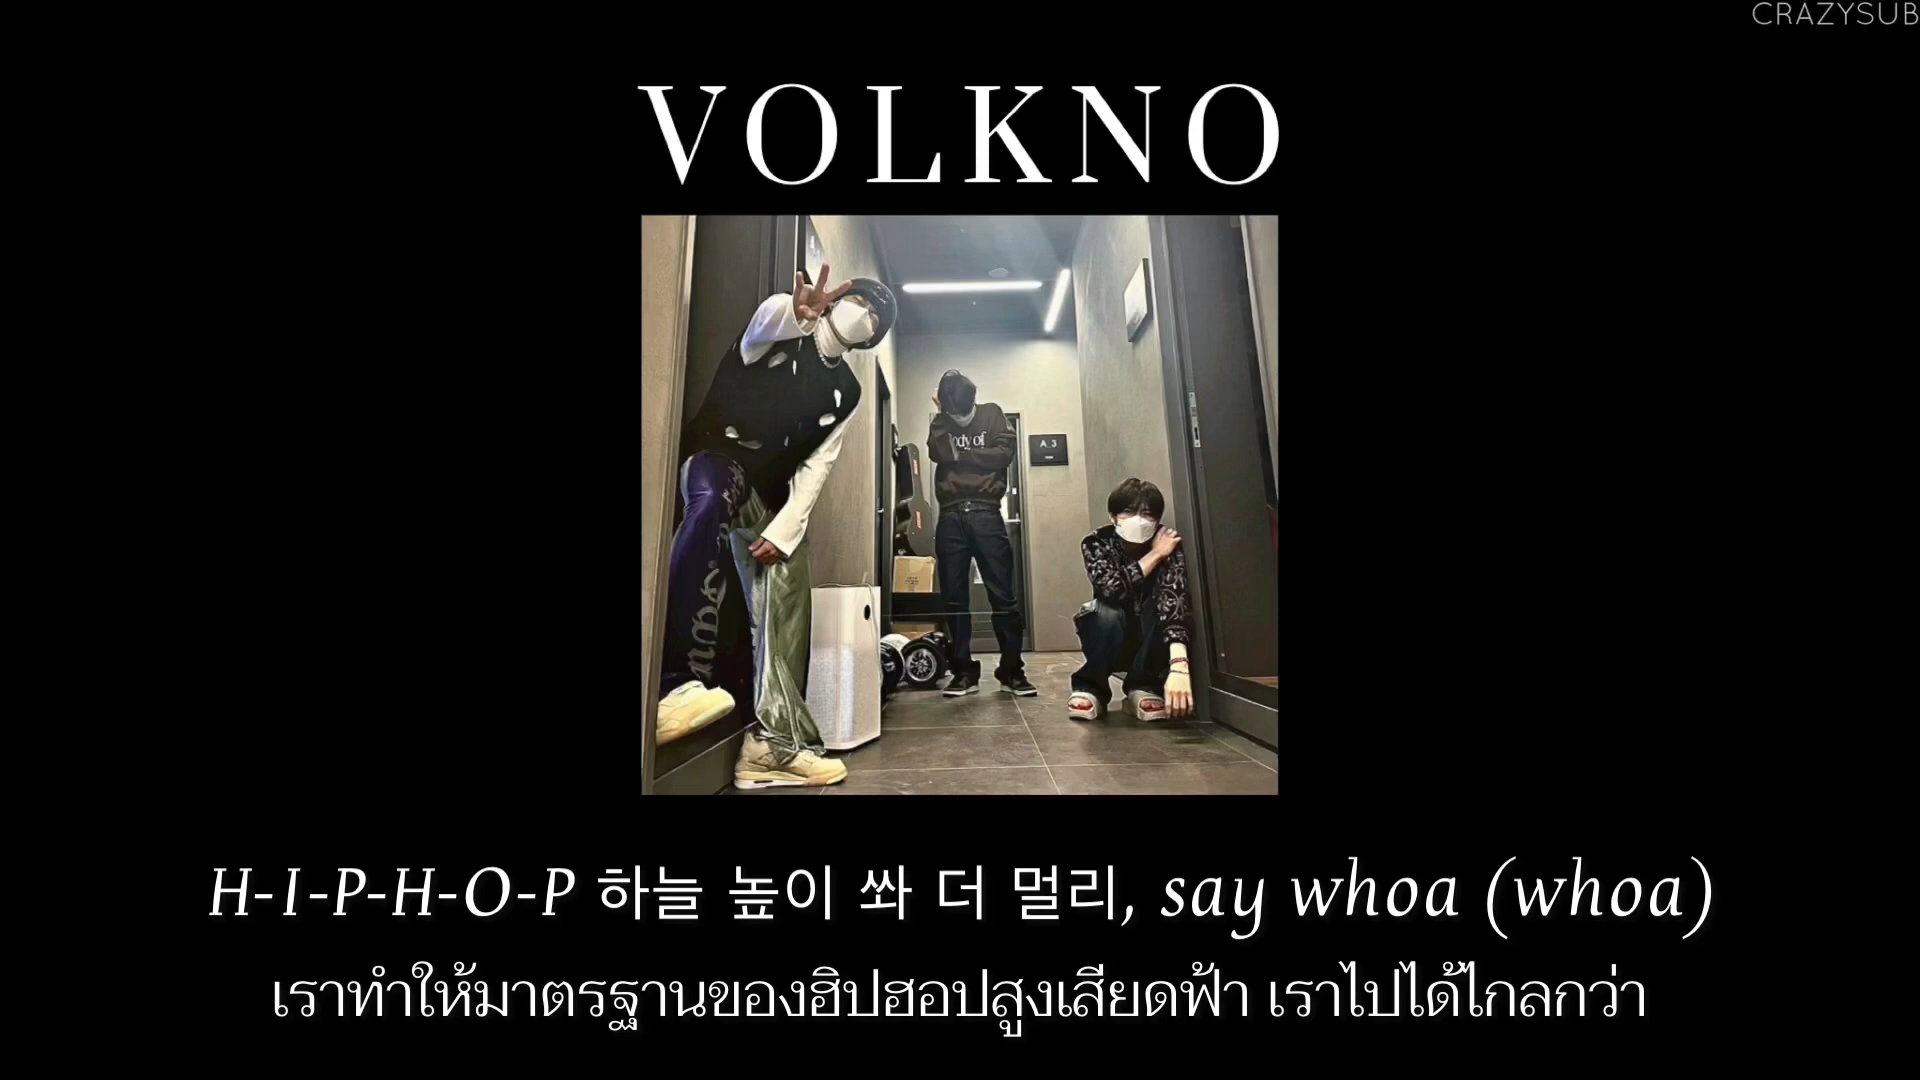 CRAZYSUB
VOLKNO
Body of
A.3
H-I-P-H-O-P 하늘 높이 쏴 더 멀리, say whoa (whoa)
เราทำให้มาตรฐานของฮิปฮอปสูงเสียดฟ้า เราไปได้ไกลกว่า